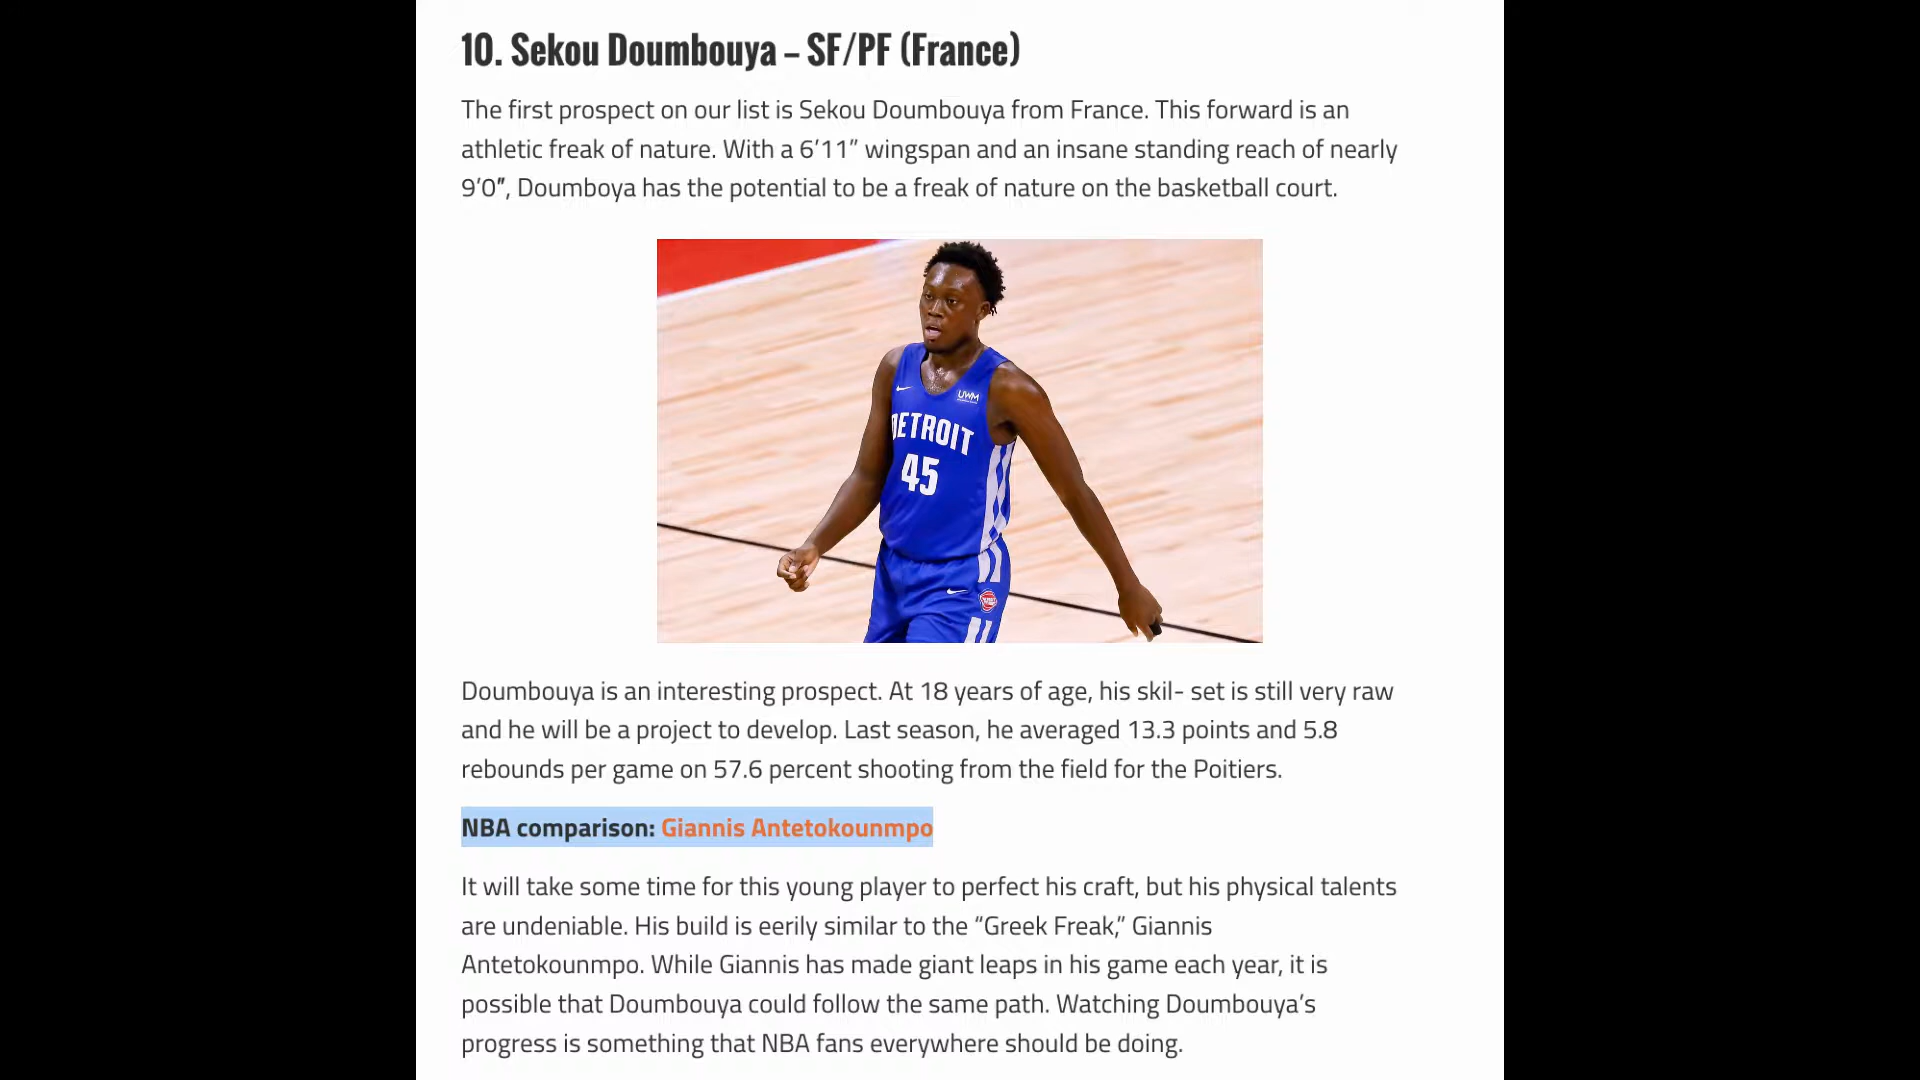 10. Sekou Doumbouya – SF/PF (France)
The first prospect on our list is Sekou Doumbouya from France. This forward is an
athletic freak of nature. With a 6’11” wingspan and an insane standing reach of nearly
9’0″, Doumboya has the potential to be a freak of nature on the basketball court.
UWM
DETROIT
45
Doumbouya is an interesting prospect. At 18 years of age, his skil- set is still very raw
and he will be a project to develop. Last season, he averaged 13.3 points and 5.8
rebounds per game on 57.6 percent shooting from the field for the Poitiers.
NBA comparison: Giannis Antetokounmpo
It will take some time for this young player to perfect his craft, but his physical talents
are undeniable. His build is eerily similar to the “Greek Freak,” Giannis
Antetokounmpo. While Giannis has made giant leaps in his game each year, it is
possible that Doumbouya could follow the same path. Watching Doumbouya’s
progress is something that NBA fans everywhere should be doing.